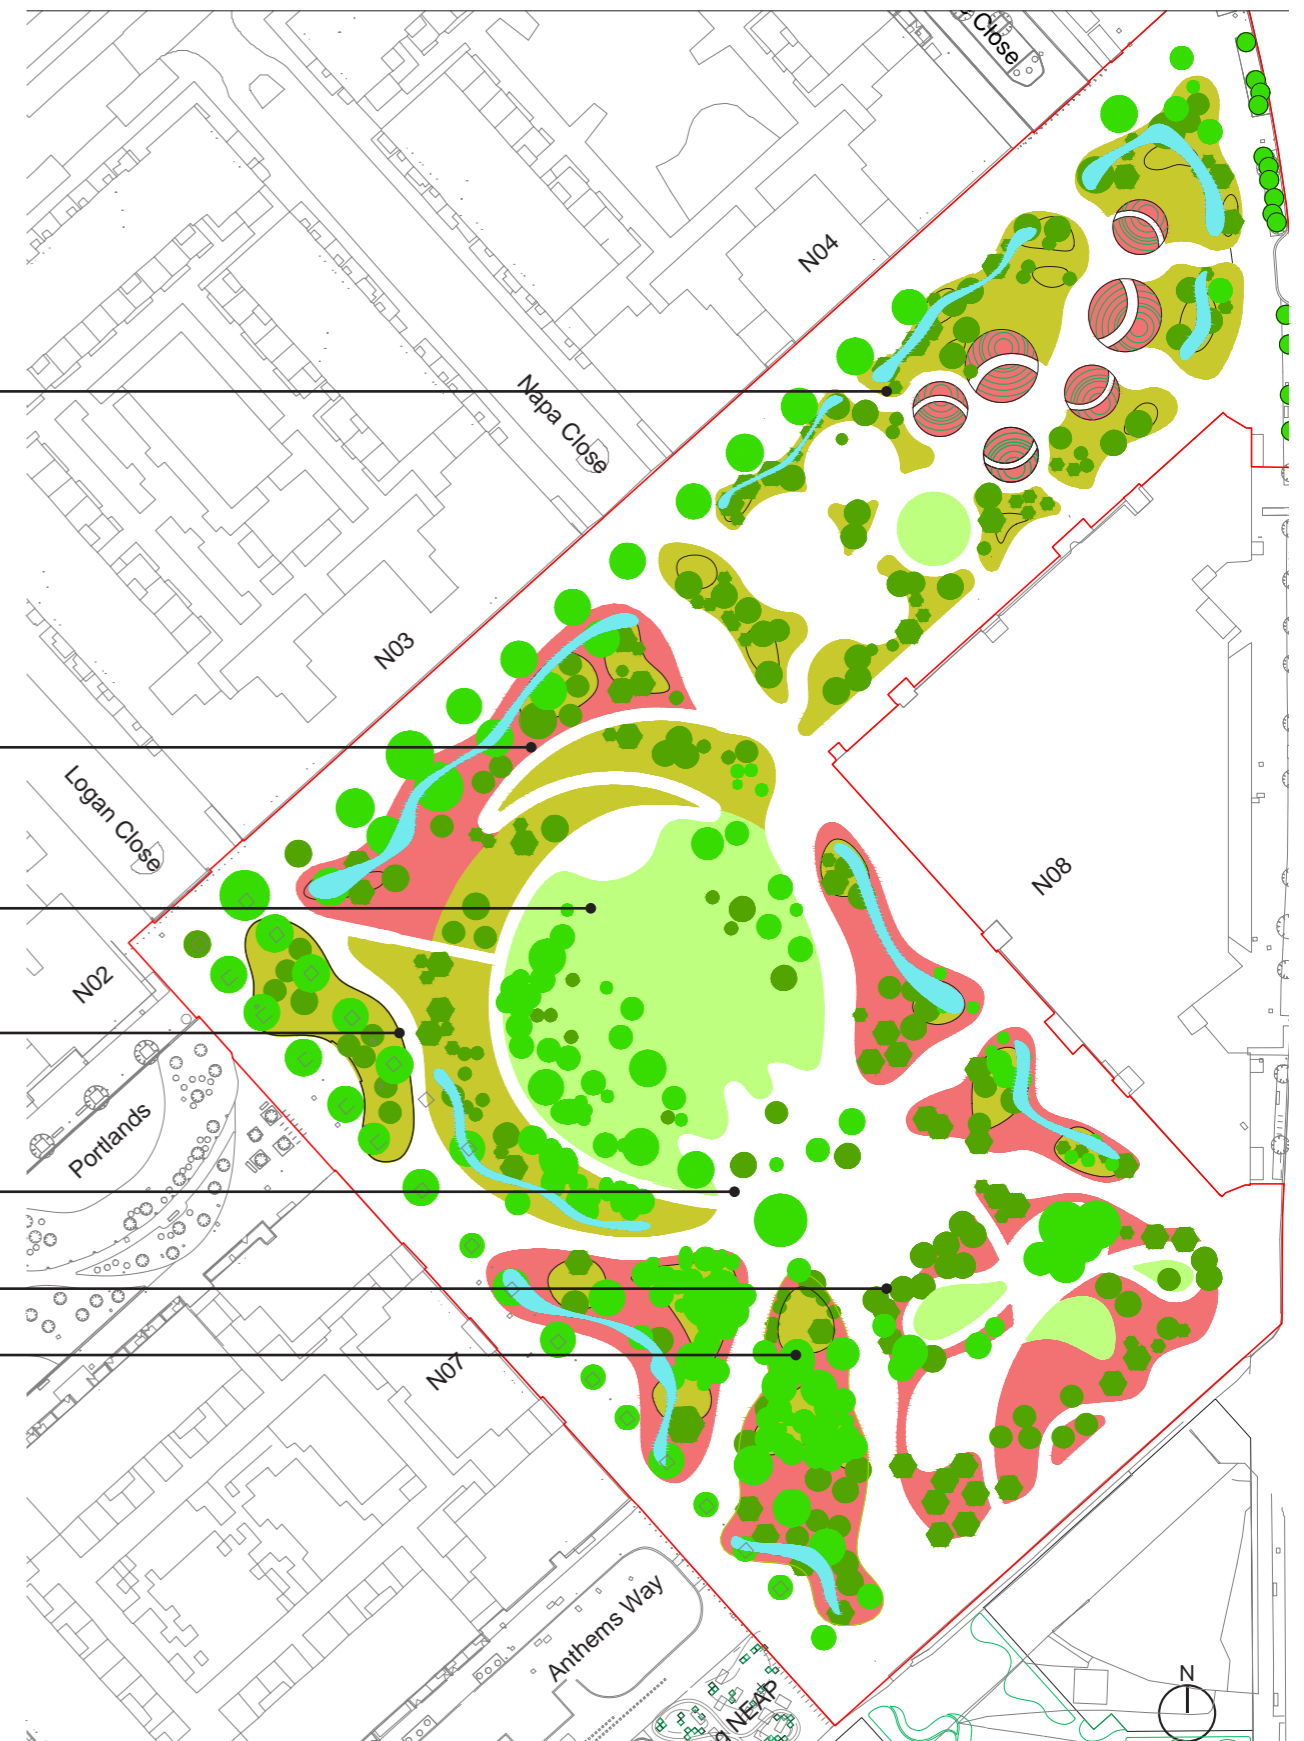 Close
N04
Napa Close
N03
Logan Close
N08
N02
Portlands
N07
Anthems Way
NEAP
N